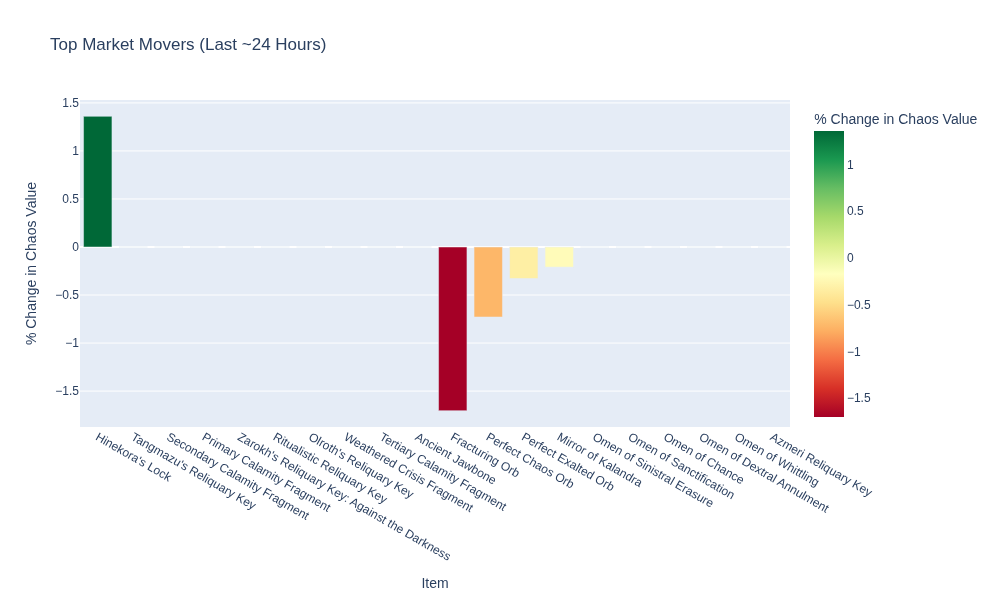 Top Market Movers (Last ~24 Hours)
% Change in Chaos Value
1.5
1
0.5
0
−0.5
−1
−1.5
% Change in Chaos Value
1
0.5
0
−0.5
−1
−1.5
Hinekora's Lock
Tangmazu's Reliquary Key
Secondary Calamity Fragment
Primary Calamity Fragment
Zarokh's Reliquary Key: Against the Darkness
Ritualistic Reliquary Key
Olroth's Reliquary Key
Weathered Crisis Fragment
Tertiary Calamity Fragment
Ancient Jawbone
Fracturing Orb
Perfect Chaos Orb
Perfect Exalted Orb
Mirror of Kalandra
Omen of Sinistral Erasure
Omen of Sanctification
Omen of Chance
Omen of Dextral Annulment
Omen of Whittling
Azmeri Reliquary Key
Item